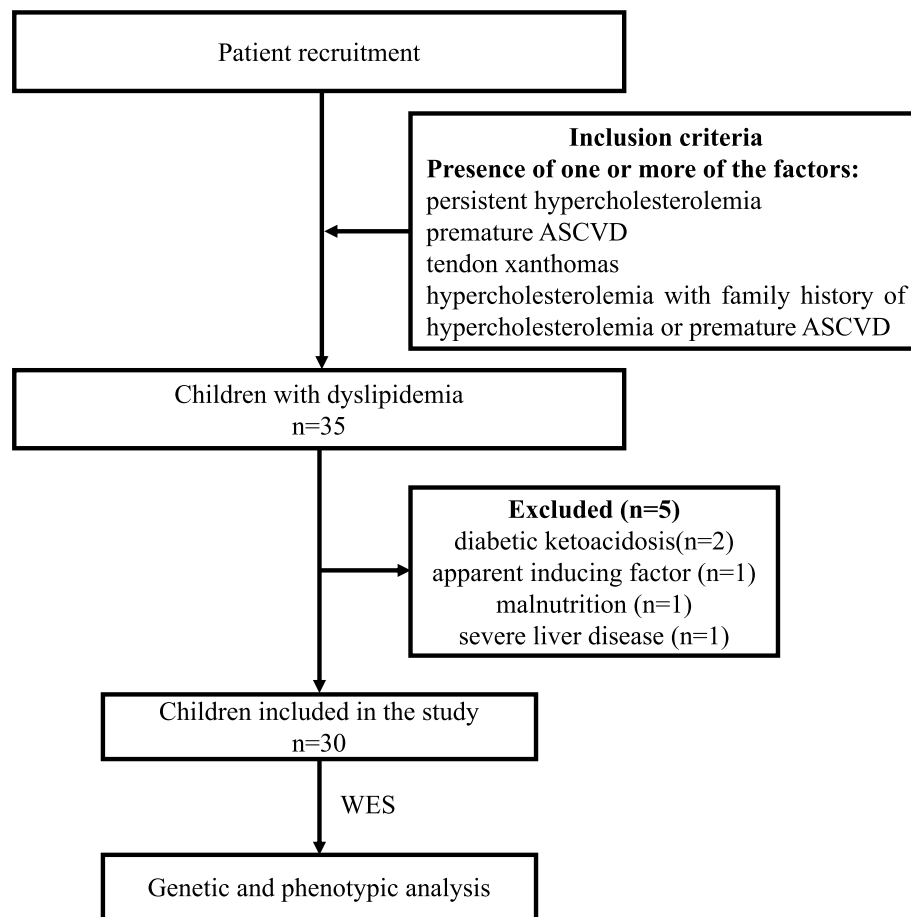 Patient recruitment
Inclusion criteria
Presence of one or more of the factors:
persistent hypercholesterolemia
premature ASCVD
tendon xanthomas
hypercholesterolemia with family history of
hypercholesterolemia or premature ASCVD
Children with dyslipidemia
n=35
Excluded (n=5)
diabetic ketoacidosis(n=2)
apparent inducing factor (n=1)
malnutrition (n=1)
severe liver disease (n=1)
Children included in the study
n=30
WES
Genetic and phenotypic analysis